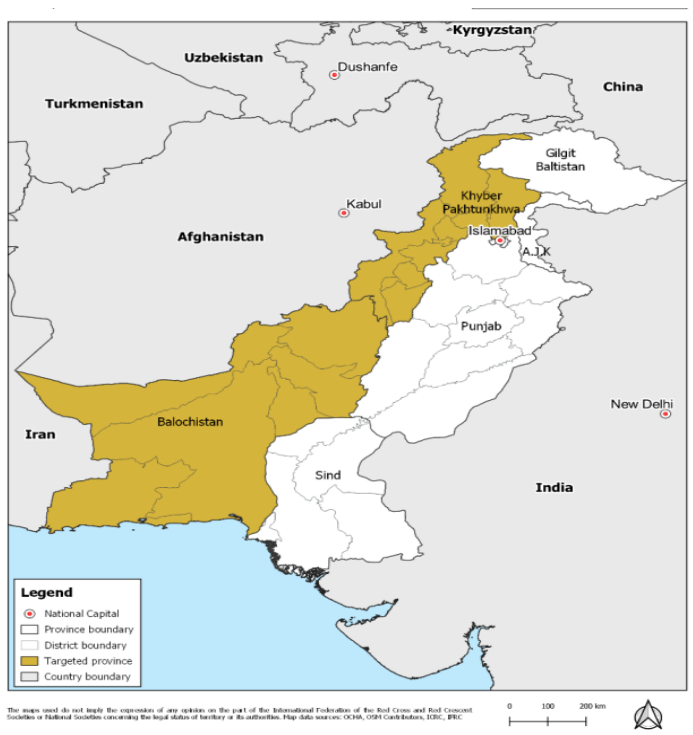 Kyrgyzstan
Uzbekistan
Dushanfe
China
Turkmenistan
Gilgit
Baltistan
Khyber
Pakhtunkhwa
Kabul
Islamabad
Afghanistan
A.J.K
Punjab
New Delhi
Balochistan
Iran
Sind
India
Legend
National Capital
Province boundary
District boundary
Targeted province
Country boundary
The maps used do not imply the expression of any opinion on the part of the International Federation of the Red Cross and Red Crescent
Societies or National Societies concerning the legal status of territory or its authorities. Map data sources: OCHA, OSM Contributors, ICRC, IFRC
0 100 200 km